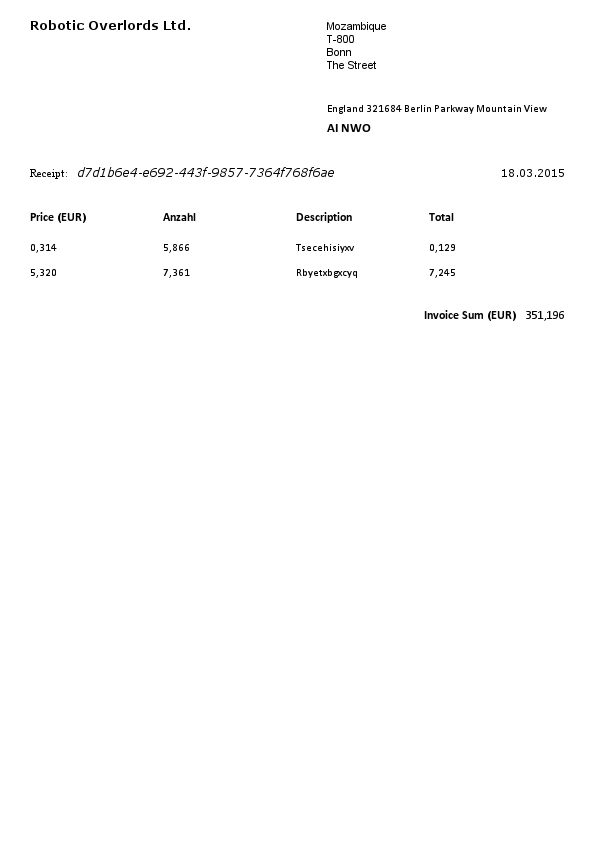 Robotic Overlords Ltd.
Mozambique
T-800
Bonn
The Street
England 321684 Berlin Parkway Mountain View
AI NWO
Receipt: d7d1b6e4-e692-443f-9857-7364f768f6ae 18.03.2015
Price (EUR) Anzahl Description Total
0,314 5,866 Tsecehisiyxv 0,129
5,320 7,361 Rbyetxbgxcyq 7,245
Invoice Sum (EUR) 351,196